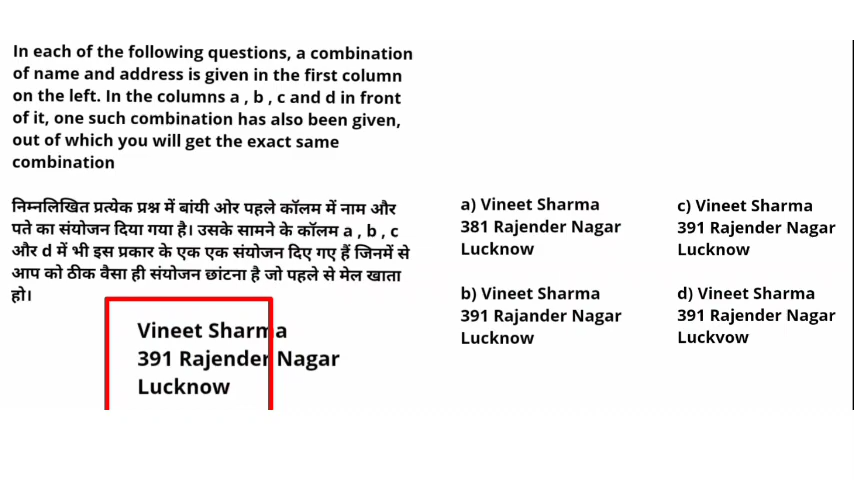 In each of the following questions, a combination
of name and address is given in the first column
on the left. In the columns a , b , c and d in front
of it, one such combination has also been given,
out of which you will get the exact same
combination
निम्नलिखित प्रत्येक प्रश्न में बांयी ओर पहले कॉलम में नाम और
पते का संयोजन दिया गया है। उसके सामने के कॉलम a , b , c
और d में भी इस प्रकार के एक एक संयोजन दिए गए हैं जिनमें से
आप को ठीक वैसा ही संयोजन छांटना है जो पहले से मेल खाता
हो।
Vineet Sharma
391 Rajender Nagar
Lucknow
a) Vineet Sharma
381 Rajender Nagar
Lucknow
b) Vineet Sharma
391 Rajander Nagar
Lucknow
c) Vineet Sharma
391 Rajender Nagar
Lucknow
d) Vineet Sharma
391 Rajender Nagar
Luckvow